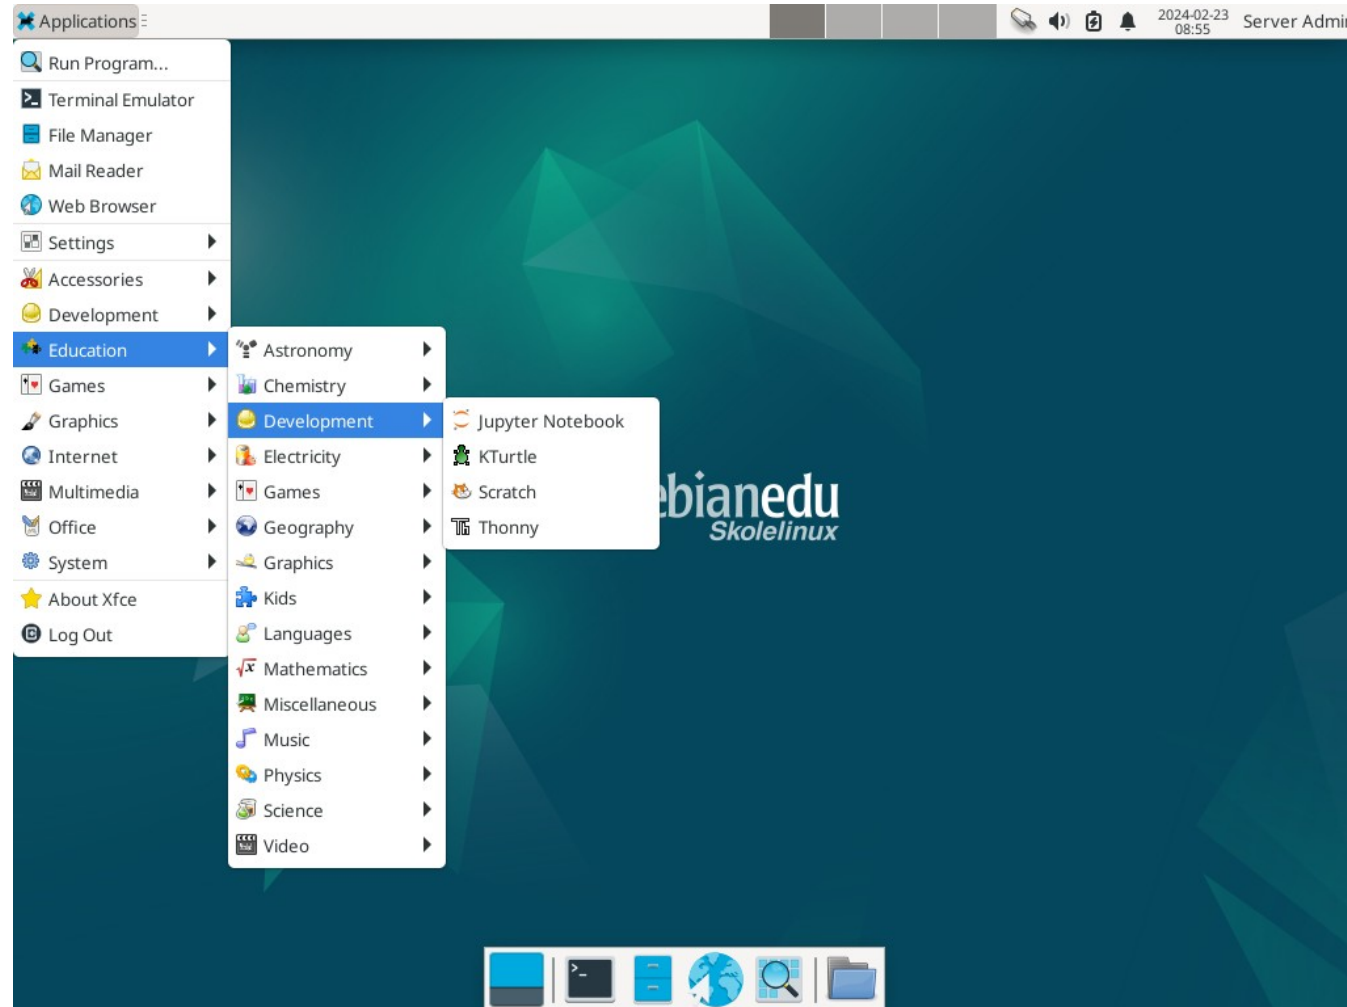 Applications
2024-02-23
08:55
Server Admi
Run Program...
Terminal Emulator
File Manager
Mail Reader
Web Browser
Settings
Accessories
Development
Education
Games
Graphics
Internet
Multimedia
Office
System
About Xfce
Log Out
Astronomy
Chemistry
Development
Electricity
Games
Geography
Graphics
Kids
Languages
Mathematics
Miscellaneous
Music
Physics
Science
Video
Jupyter Notebook
KTurtle
Scratch
Thonny
ebianedu
Skolelinux